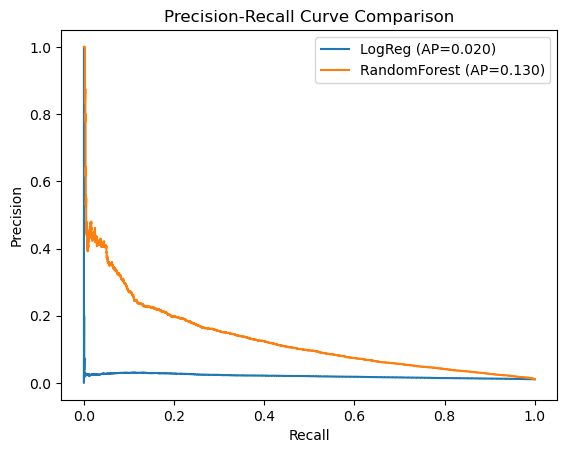 Precision-Recall Curve Comparison
LogReg (AP=0.020)
RandomForest (AP=0.130)
1.0
0.8
0.6
0.4
0.2
0.0
Precision
0.0 0.2 0.4 0.6 0.8 1.0
Recall